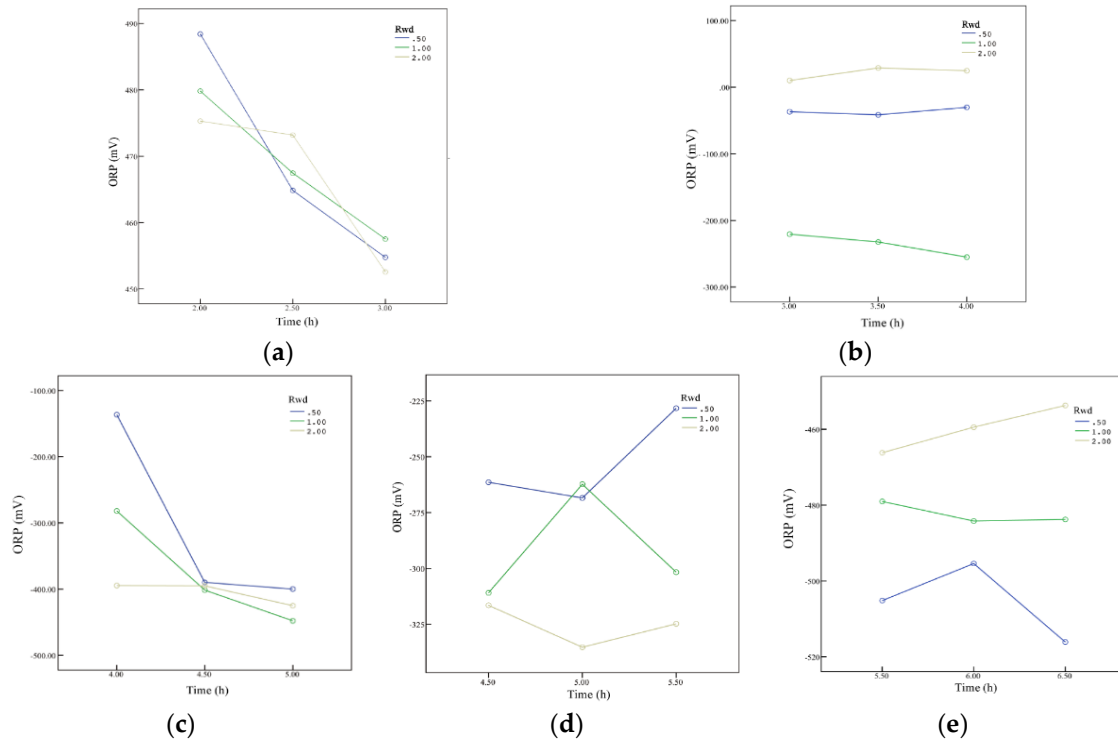 490
480
470
460
450
ORP (mV)
Rwd
.50
1.00
2.00
2.00
2.50
3.00
Time (h)
(a)
100.00
.00
-100.00
-200.00
-300.00
ORP (mV)
Rwd
.50
1.00
2.00
3.00
3.50
4.00
Time (h)
(b)
-100.00
-200.00
-300.00
-400.00
-500.00
ORP (mV)
Rwd
.50
1.00
2.00
4.00
4.50
5.00
Time (h)
(c)
-225
-250
-275
-300
-325
ORP (mV)
Rwd
.50
1.00
2.00
4.50
5.00
5.50
Time (h)
(d)
-460
-480
-500
-520
ORP (mV)
Rwd
.50
1.00
2.00
5.50
6.00
6.50
Time (h)
(e)